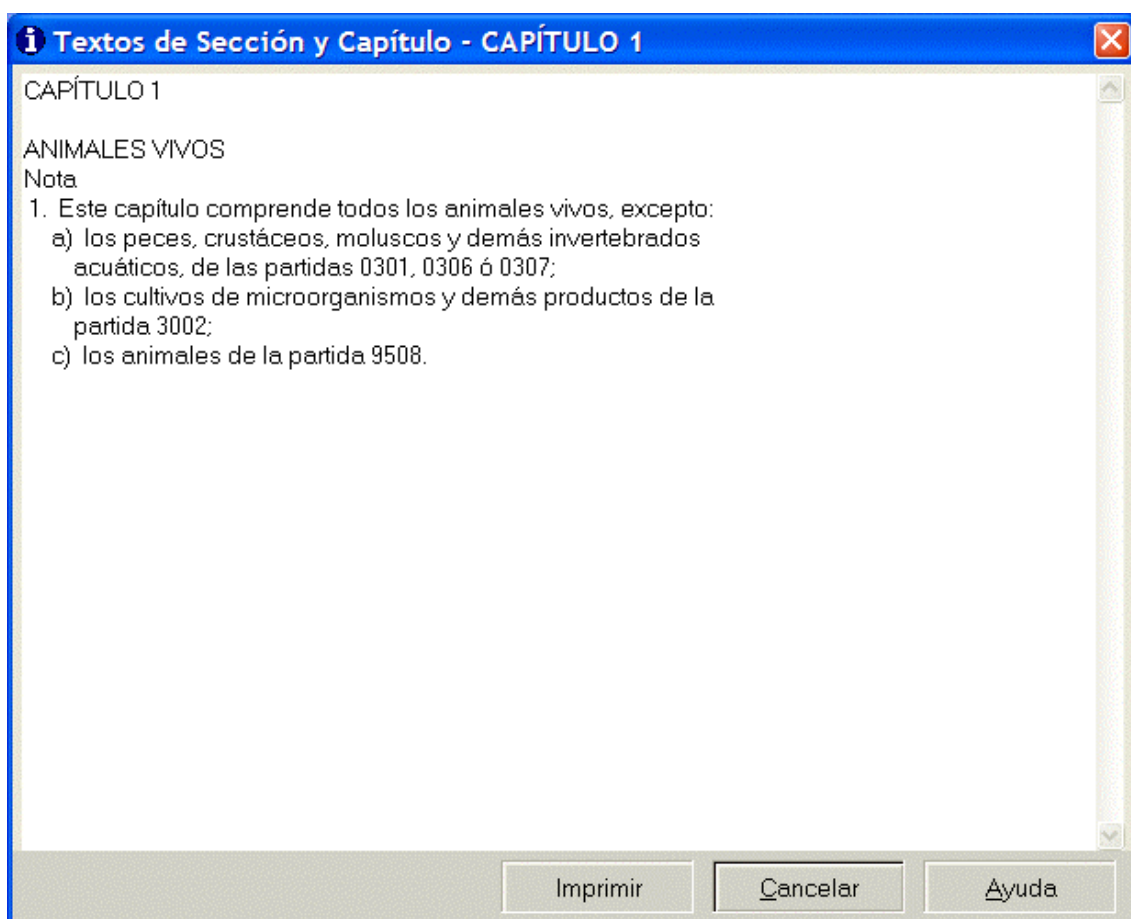 Textos de Sección y Capítulo - CAPÍTULO 1
CAPÍTULO 1
ANIMALES VIVOS
Nota
1. Este capítulo comprende todos los animales vivos, excepto:
a) los peces, crustáceos, moluscos y demás invertebrados
acuáticos, de las partidas 0301, 0306 ó 0307;
b) los cultivos de microorganismos y demás productos de la
partida 3002;
c) los animales de la partida 9508.
Imprimir Cancelar Ayuda